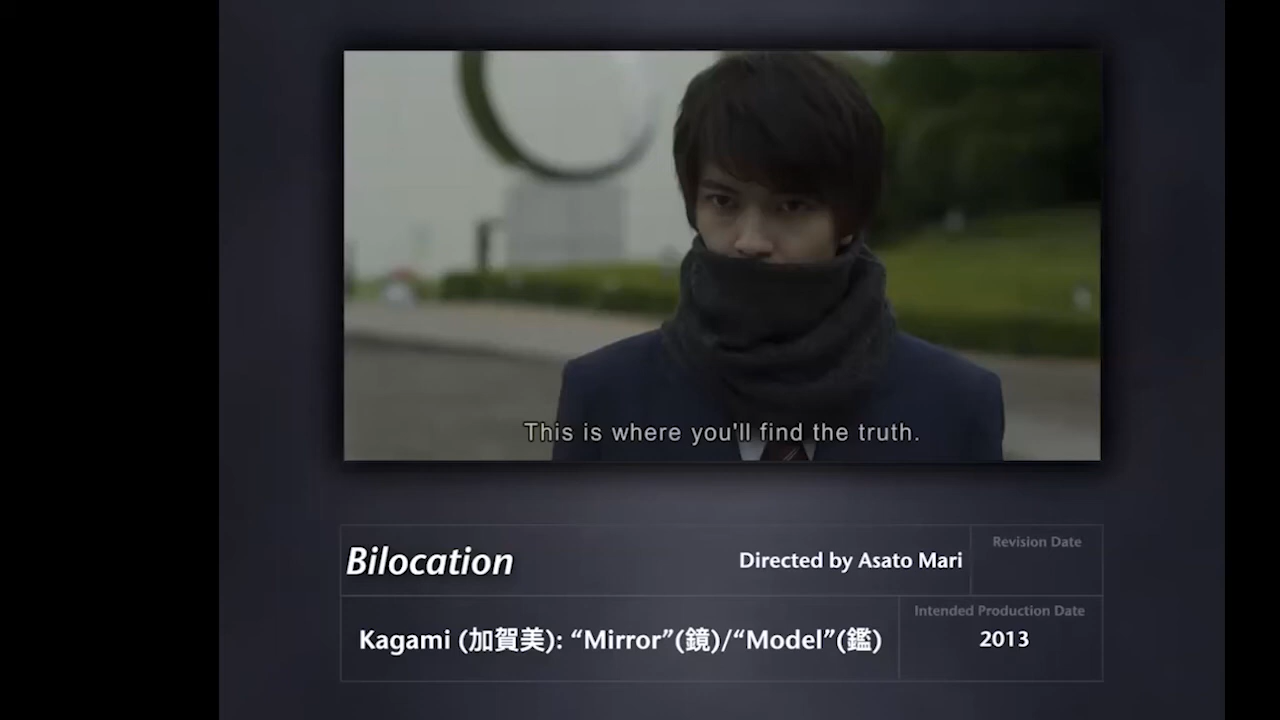 This is where you'll find the truth.
Bilocation
Directed by Asato Mari
Revision Date
Kagami (加賀美): “Mirror”(鏡)/“Model”(鑑)
Intended Production Date
2013